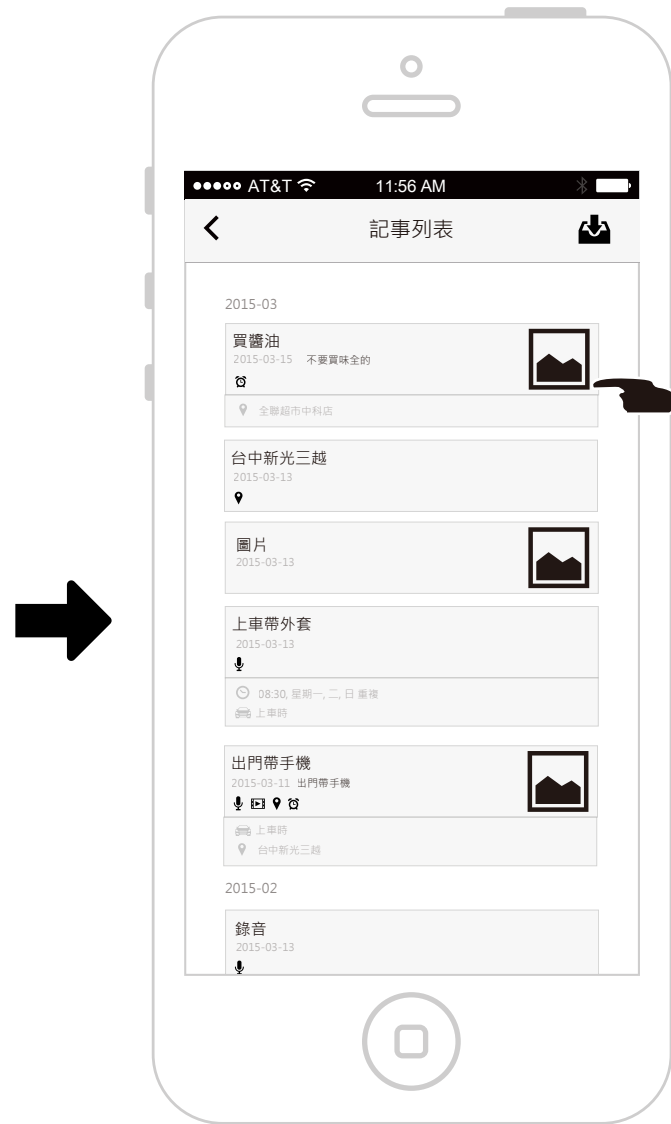 AT&T 11:56 AM
記事列表
2015-03
買醬油
2015-03-15 不要買味全的
全聯超市中科店
台中新光三越
2015-03-13
圖片
2015-03-13
上車帶外套
2015-03-13
08:30, 星期一, 二, 日 重複
上車時
出門帶手機
2015-03-11 出門帶手機
上車時
台中新光三越
2015-02
錄音
2015-03-13